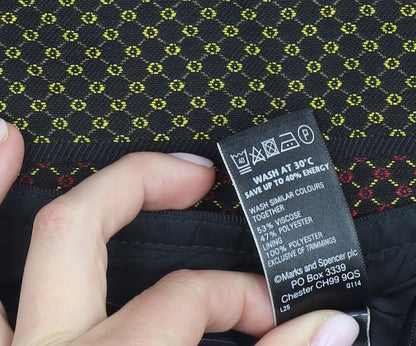 40
P
WASH AT 30°C
SAVE UP TO 40% ENERGY
WASH SIMILAR COLOURS
TOGETHER
53% VISCOSE
47% POLYESTER
LINING
100% POLYESTER
EXCLUSIVE OF TRIMMINGS
©Marks and Spencer plc
PO Box 3339
Chester CH99 9QS
L25 0114